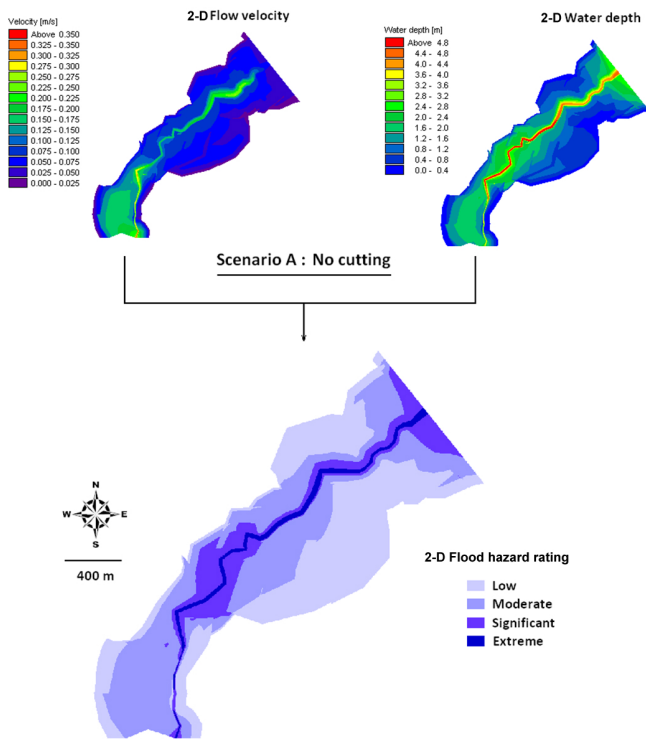 2-D Flow velocity
Velocity [m/s]
Above 0.350
0.325 - 0.350
0.300 - 0.325
0.275 - 0.300
0.250 - 0.275
0.225 - 0.250
0.200 - 0.225
0.175 - 0.200
0.150 - 0.175
0.125 - 0.150
0.100 - 0.125
0.075 - 0.100
0.050 - 0.075
0.025 - 0.050
0.000 - 0.025
2-D Water depth
Water depth [m]
Above 4.8
4.4 - 4.8
4.0 - 4.4
3.6 - 4.0
3.2 - 3.6
2.8 - 3.2
2.4 - 2.8
2.0 - 2.4
1.6 - 2.0
1.2 - 1.6
0.8 - 1.2
0.4 - 0.8
0.0 - 0.4
Scenario A : No cutting
N
W E
S
400 m
2-D Flood hazard rating
Low
Moderate
Significant
Extreme